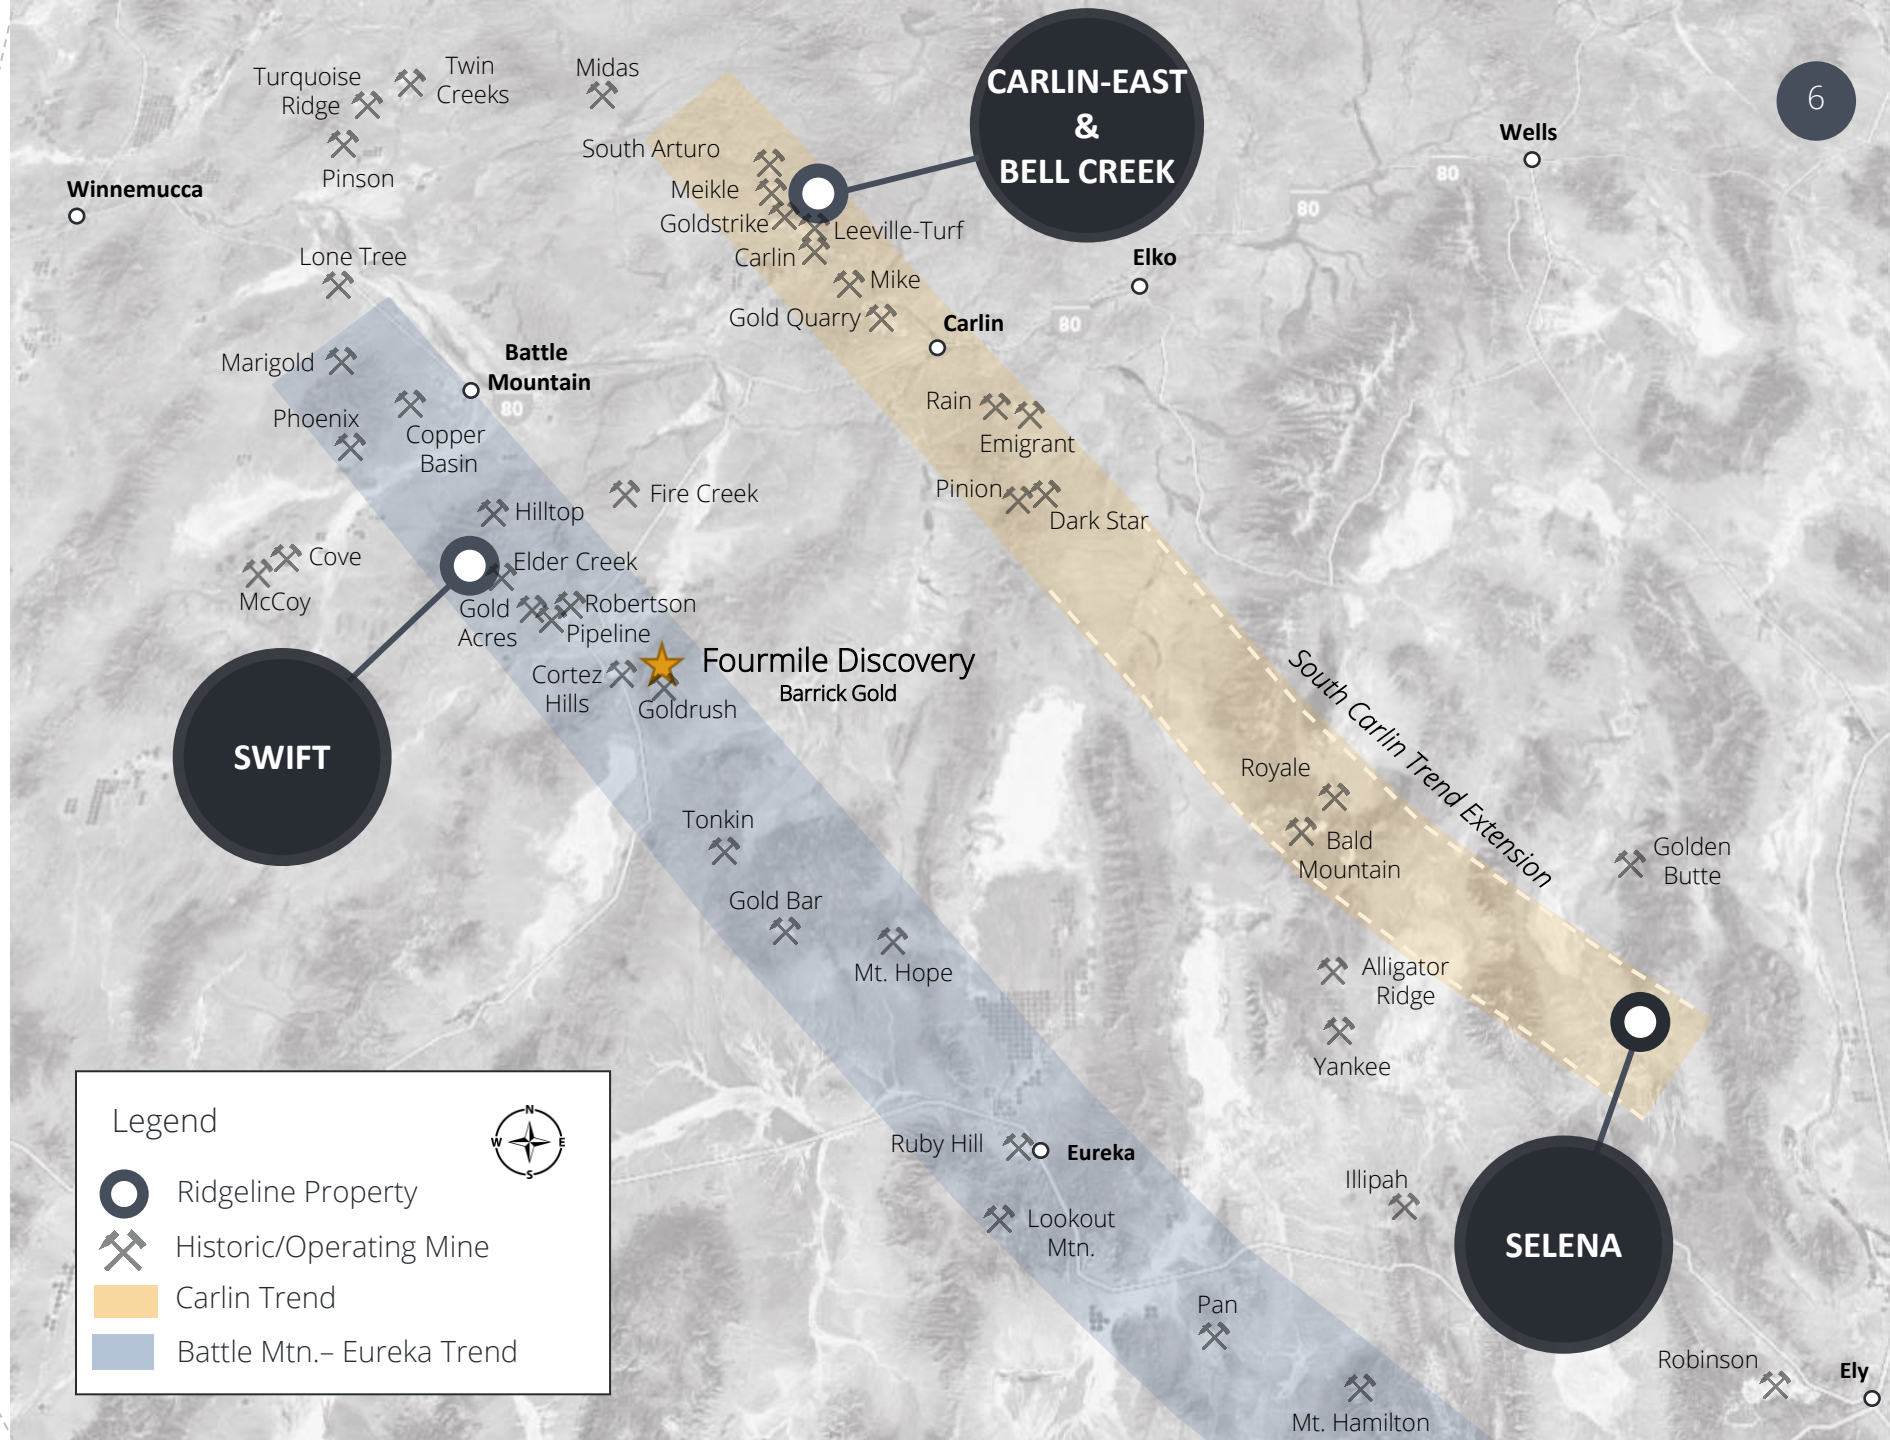 CARLIN-EAST
&
BELL CREEK
6
Turquoise
Ridge
Twin
Creeks
Midas
Pinson
South Arturo
Meikle
Goldstrike
Carlin
Leeville-Turf
Mike
Gold Quarry
Carlin
Winnemucca
Wells
80
80
Elko
80
Lone Tree
Marigold
Battle
Mountain
80
Phoenix
Copper
Basin
Rain
Emigrant
Pinion
Dark Star
Hilltop
Fire Creek
Cove
McCoy
Elder Creek
Gold
Acres
Robertson
Pipeline
Cortez
Hills
Fourmile Discovery
Barrick Gold
Goldrush
SWIFT
South Carlin Trend Extension
Royale
Bald
Mountain
Golden
Butte
Tonkin
Gold Bar
Mt. Hope
Alligator
Ridge
Yankee
Ruby Hill
Eureka
Lookout
Mtn.
Illipah
SELENA
Pan
Mt. Hamilton
Robinson
Ely
Legend
N
W
E
S
Ridgeline Property
Historic/Operating Mine
Carlin Trend
Battle Mtn.– Eureka Trend